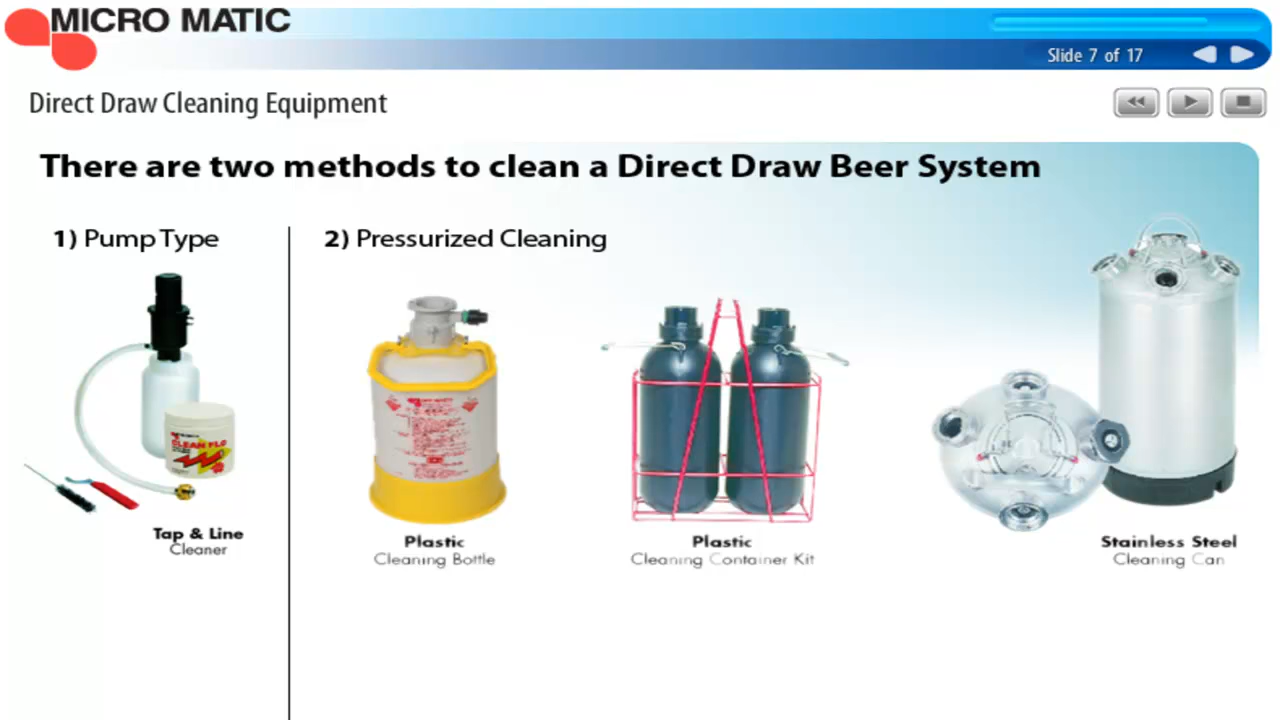 MICRO MATIC
Slide 7 of 17
Direct Draw Cleaning Equipment
There are two methods to clean a Direct Draw Beer System
1) Pump Type
2) Pressurized Cleaning
CLEAN FLO
Tap & Line
Cleaner
Plastic
Cleaning Bottle
Plastic
Cleaning Container Kit
Stainless Steel
Cleaning Can